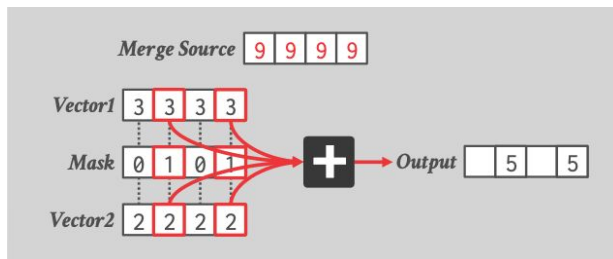 Merge Source 9 9 9 9
Vector1 3 3 3 3
Mask 0 1 0 1
+ Output 5 5
Vector2 2 2 2 2